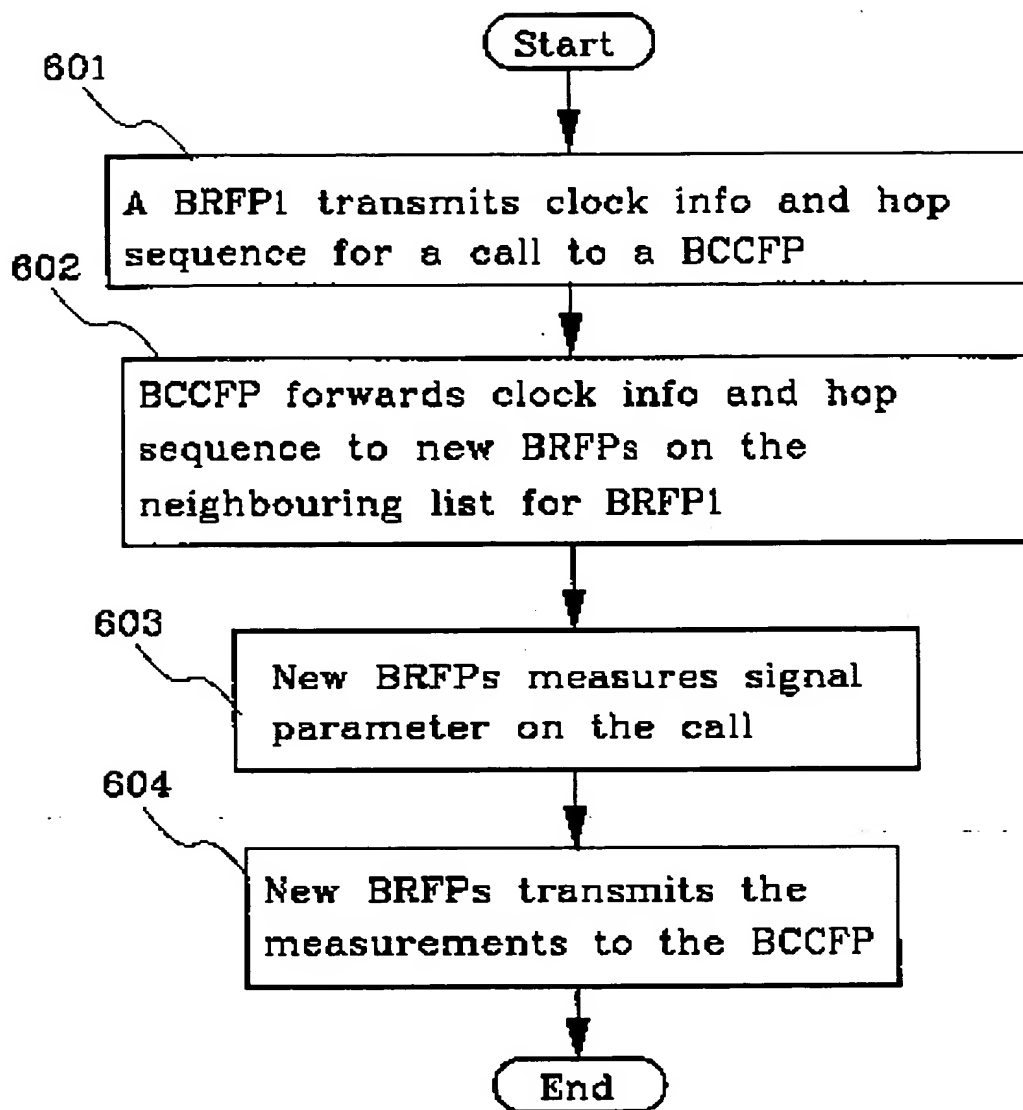 Start
601
A BRFP1 transmits clock info and hop
sequence for a call to a BCCFP
602
BCCFP forwards clock info and hop
sequence to new BRFPs on the
neighbouring list for BRFP1
603
New BRFPs measures signal
parameter on the call
604
New BRFPs transmits the
measurements to the BCCFP
End